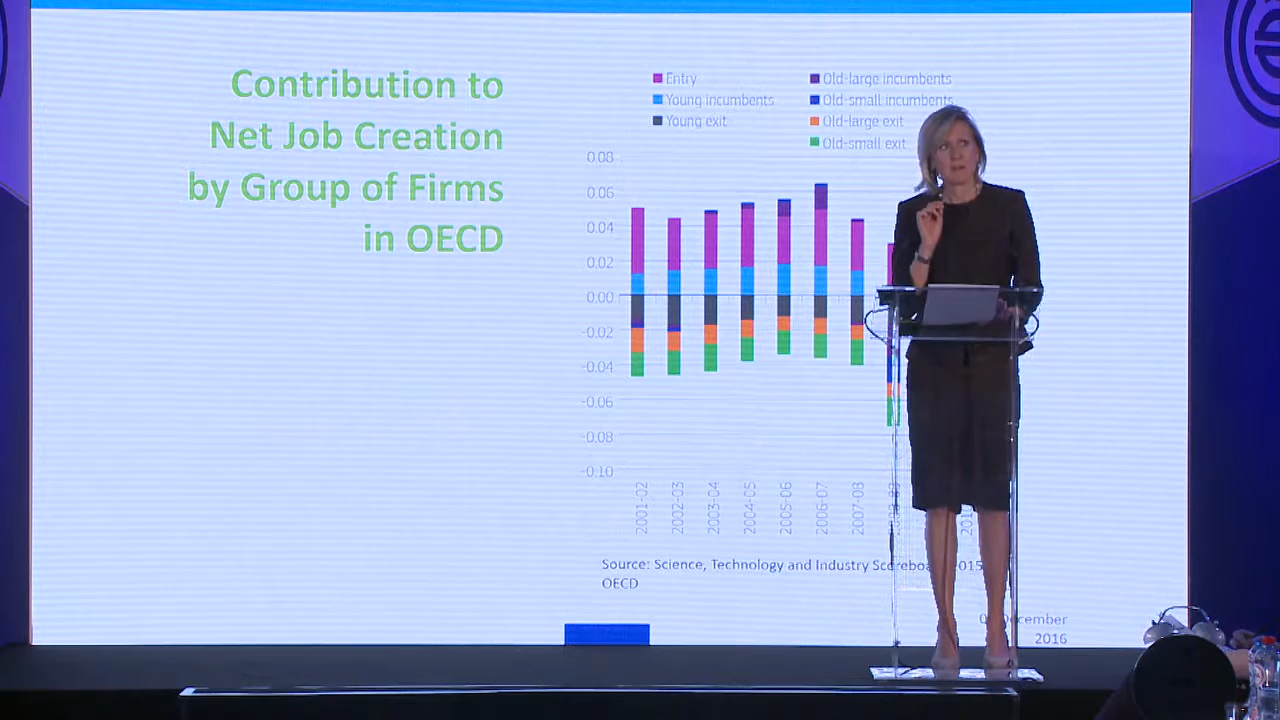 Contribution to
Net Job Creation
by Group of Firms
in OECD
Entry
Young incumbents
Young exit
Old-large incumbents
Old-small incumbents
Old-large exit
Old-small exit
0.08
0.06
0.04
0.02
0.00
-0.02
-0.04
-0.06
-0.08
-0.10
2001-02
2002-03
2003-04
2004-05
2005-06
2006-07
2007-08
Source: Science, Technology and Industry
OECD
2016